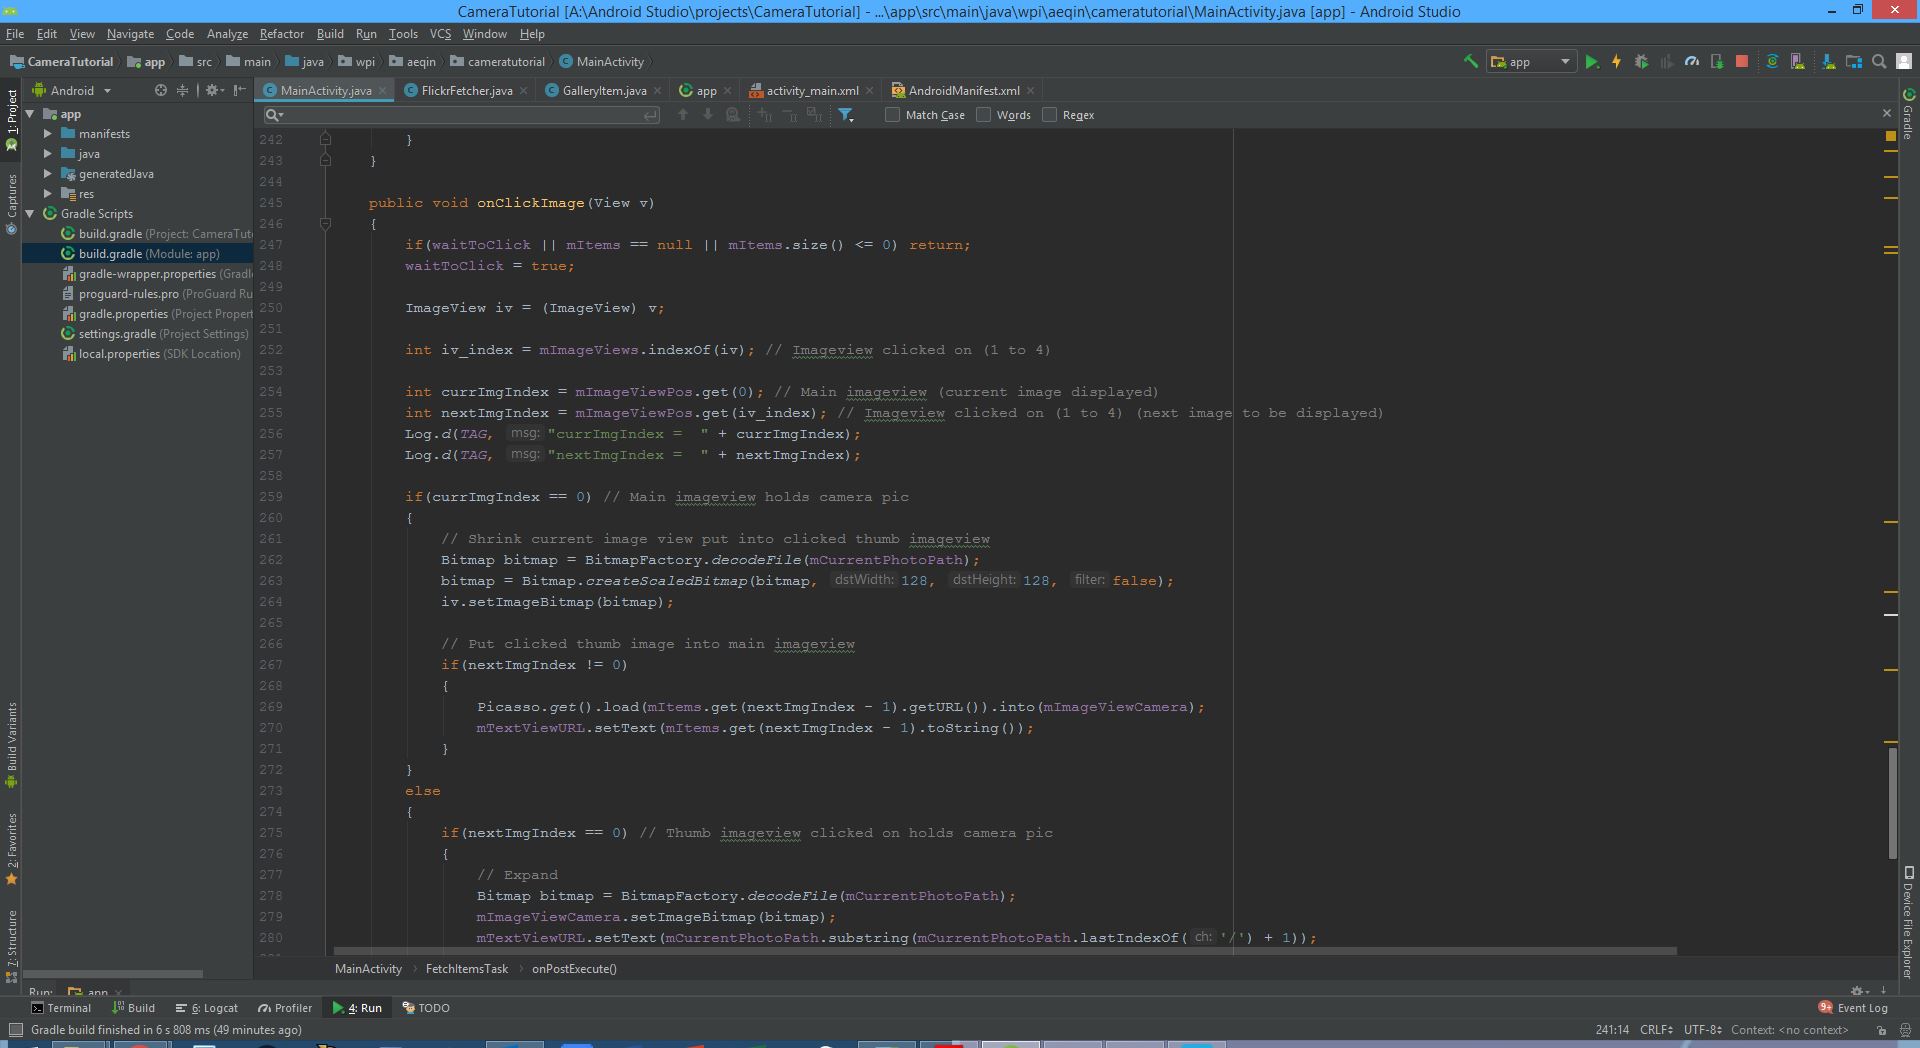 CameraTutorial [A:\Android Studio\projects\CameraTutorial] - ...\app\src\main\java\wpi\aeqin\cameratutorial\MainActivity.java [app] - Android Studio
File Edit View Navigate Code Analyze Refactor Build Run Tools VCS Window Help
CameraTutorial app src main java wpi aeqin cameratutorial MainActivity app
Android MainActivity.java FlickrFetcher.java GalleryItem.java app activity_main.xml AndroidManifest.xml
Match Case Words Regex
1: Project
Captures
Build Variants
2: Favorites
7: Structure
app
manifests
java
generatedJava
res
Gradle Scripts
build.gradle (Project: CameraTut
build.gradle (Module: app)
gradle-wrapper.properties (Gradl
proguard-rules.pro (ProGuard Ru
gradle.properties (Project Propert
settings.gradle (Project Settings)
local.properties (SDK Location)
242 }
243 }
244
245 public void onClickImage(View v)
246 {
247 if(waitToClick || mItems == null || mItems.size() <= 0) return;
248 waitToClick = true;
249
250 ImageView iv = (ImageView) v;
251
252 int iv_index = mImageViews.indexOf(iv); // Imageview clicked on (1 to 4)
253
254 int currImgIndex = mImageViewPos.get(0); // Main imageview (current image displayed)
255 int nextImgIndex = mImageViewPos.get(iv_index); // Imageview clicked on (1 to 4) (next image to be displayed)
256 Log.d(TAG, msg: "currImgIndex =  " + currImgIndex);
257 Log.d(TAG, msg: "nextImgIndex =  " + nextImgIndex);
258
259 if(currImgIndex == 0) // Main imageview holds camera pic
260 {
261 // Shrink current image view put into clicked thumb imageview
262 Bitmap bitmap = BitmapFactory.decodeFile(mCurrentPhotoPath);
263 bitmap = Bitmap.createScaledBitmap(bitmap, dstWidth: 128, dstHeight: 128, filter: false);
264 iv.setImageBitmap(bitmap);
265
266 // Put clicked thumb image into main imageview
267 if(nextImgIndex != 0)
268 {
269 Picasso.get().load(mItems.get(nextImgIndex - 1).getURL()).into(mImageViewCamera);
270 mTextViewURL.setText(mItems.get(nextImgIndex - 1).toString());
271 }
272 }
273 else
274 {
275 if(nextImgIndex == 0) // Thumb imageview clicked on holds camera pic
276 {
277 // Expand
278 Bitmap bitmap = BitmapFactory.decodeFile(mCurrentPhotoPath);
279 mImageViewCamera.setImageBitmap(bitmap);
280 mTextViewURL.setText(mCurrentPhotoPath.substring(mCurrentPhotoPath.lastIndexOf( ch: '/') + 1));
Gradle
Device File Explorer
MainActivity FetchItemsTask onPostExecute()
Run: app
Terminal Build 6: Logcat Profiler 4: Run TODO 9+ Event Log
Gradle build finished in 6 s 808 ms (49 minutes ago) 241:14 CRLF UTF-8 Context: <no context>